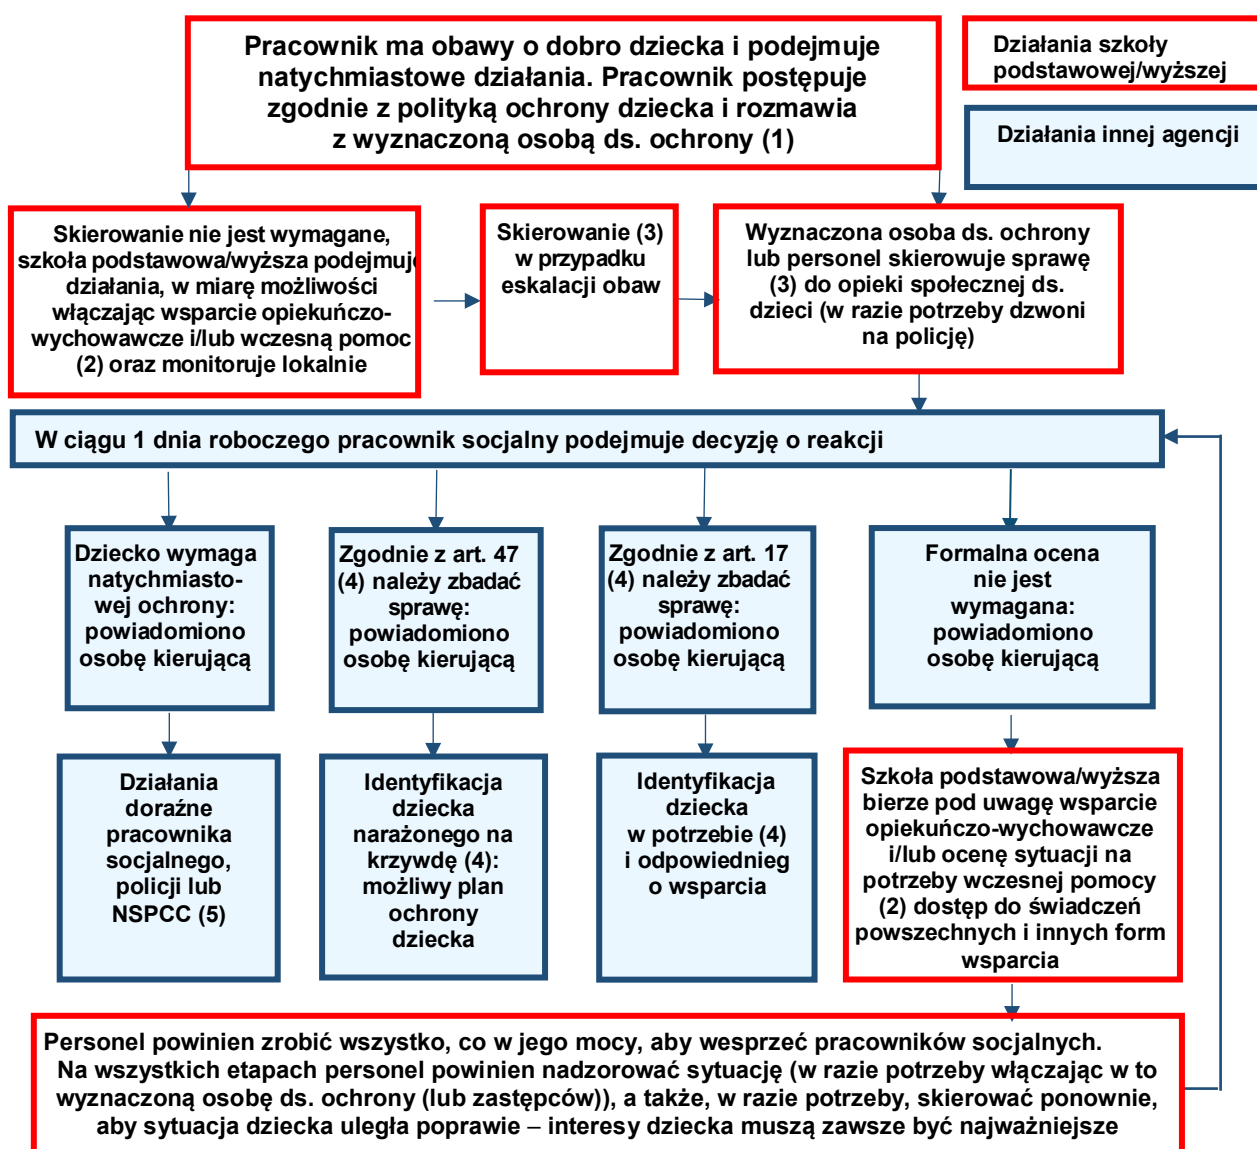 Pracownik ma obawy o dobro dziecka i podejmuje
natychmiastowe działania. Pracownik postępuje
zgodnie z polityką ochrony dziecka i rozmawia
z wyznaczoną osobą ds. ochrony (1)
Działania szkoły
podstawowej/wyższej
Działania innej agencji
Skierowanie nie jest wymagane,
szkoła podstawowa/wyższa podejmuje
działania, w miarę możliwości
włączając wsparcie opiekuńczo-
wychowawcze i/lub wczesną pomoc
(2) oraz monitoruje lokalnie
Skierowanie (3)
w przypadku
eskalacji obaw
Wyznaczona osoba ds. ochrony
lub personel skierowuje sprawę
(3) do opieki społecznej ds.
dzieci (w razie potrzeby dzwoni
na policję)
W ciągu 1 dnia roboczego pracownik socjalny podejmuje decyzję o reakcji
Dziecko wymaga
natychmiasto-
wej ochrony:
powiadomiono
osobę kierującą
Zgodnie z art. 47
(4) należy zbadać
sprawę:
powiadomiono
osobę kierującą
Zgodnie z art. 17
(4) należy zbadać
sprawę:
powiadomiono
osobę kierującą
Formalna ocena
nie jest
wymagana:
powiadomiono
osobę kierującą
Działania
doraźne
pracownika
socjalnego,
policji lub
NSPCC (5)
Identyfikacja
dziecka
narażonego na
krzywdę (4):
możliwy plan
ochrony
dziecka
Identyfikacja
dziecka
w potrzebie (4)
i odpowiednieg
o wsparcia
Szkoła podstawowa/wyższa
bierze pod uwagę wsparcie
opiekuńczo-wychowawcze
i/lub ocenę sytuacji na
potrzeby wczesnej pomocy
(2) dostęp do świadczeń
powszechnych i innych form
wsparcia
Personel powinien zrobić wszystko, co w jego mocy, aby wesprzeć pracowników socjalnych.
Na wszystkich etapach personel powinien nadzorować sytuację (w razie potrzeby włączając w to
wyznaczoną osobę ds. ochrony (lub zastępców)), a także, w razie potrzeby, skierować ponownie,
aby sytuacja dziecka uległa poprawie – interesy dziecka muszą zawsze być najważniejsze